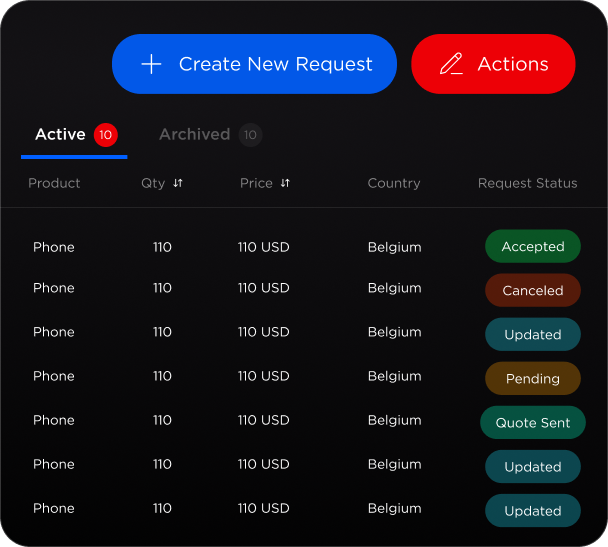 Create New Request Actions
Active 10 Archived 10
Product Qty Price Country Request Status
Phone 110 110 USD Belgium Accepted
Phone 110 110 USD Belgium Canceled
Phone 110 110 USD Belgium Updated
Phone 110 110 USD Belgium Pending
Phone 110 110 USD Belgium Quote Sent
Phone 110 110 USD Belgium Updated
Phone 110 110 USD Belgium Updated